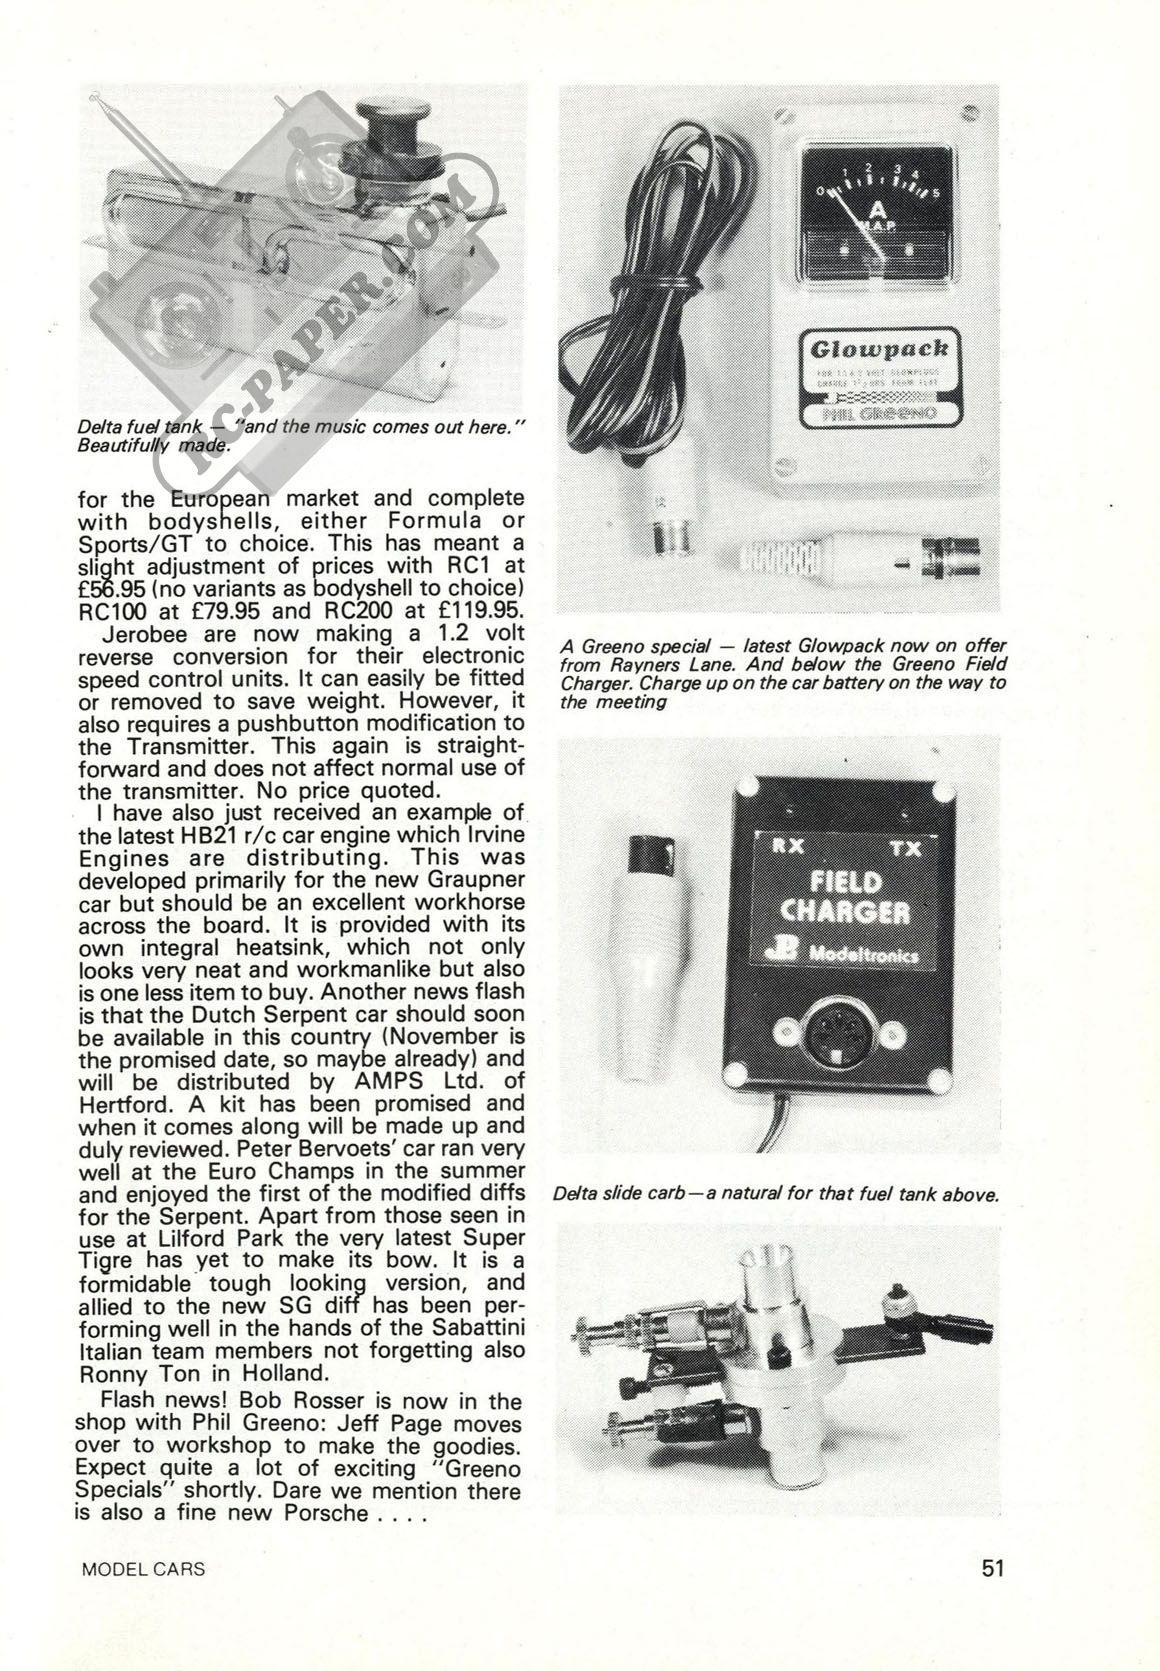 RC-PAPER.COM
Delta fuel tank — "and the music comes out here."
Beautifully made.
for the European market and complete
with bodyshells, either Formula or
Sports/GT to choice. This has meant a
slight adjustment of prices with RC1 at
£56.95 (no variants as bodyshell to choice)
RC100 at £79.95 and RC200 at £119.95.
Jerobee are now making a 1.2 volt
reverse conversion for their electronic
speed control units. It can easily be fitted
or removed to save weight. However, it
also requires a pushbutton modification to
the Transmitter. This again is straight-
forward and does not affect normal use of
the transmitter. No price quoted.
I have also just received an example of
the latest HB21 r/c car engine which Irvine
Engines are distributing. This was
developed primarily for the new Graupner
car but should be an excellent workhorse
across the board. It is provided with its
own integral heatsink, which not only
looks very neat and workmanlike but also
is one less item to buy. Another news flash
is that the Dutch Serpent car should soon
be available in this country (November is
the promised date, so maybe already) and
will be distributed by AMPS Ltd. of
Hertford. A kit has been promised and
when it comes along will be made up and
duly reviewed. Peter Bervoets' car ran very
well at the Euro Champs in the summer
and enjoyed the first of the modified diffs
for the Serpent. Apart from those seen in
use at Lilford Park the very latest Super
Tigre has yet to make its bow. It is a
formidable tough looking version, and
allied to the new SG diff has been per-
forming well in the hands of the Sabattini
Italian team members not forgetting also
Ronny Ton in Holland.
Flash news! Bob Rosser is now in the
shop with Phil Greeno: Jeff Page moves
over to workshop to make the goodies.
Expect quite a lot of exciting "Greeno
Specials" shortly. Dare we mention there
is also a fine new Porsche . . . .
0 1 2 3 4 5
A
M.A.P.
Glowpack
PHIL GREENO
A Greeno special — latest Glowpack now on offer
from Rayners Lane. And below the Greeno Field
Charger. Charge up on the car battery on the way to
the meeting
RX TX
FIELD
CHARGER
JB Modeltronics
Delta slide carb—a natural for that fuel tank above.
MODEL CARS
51